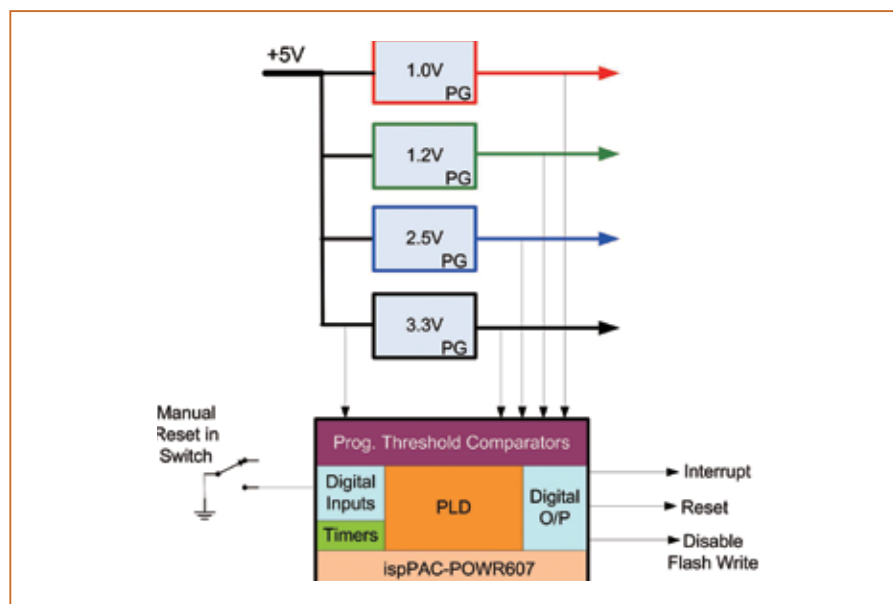 +5V
1.0V
PG
1.2V
PG
2.5V
PG
3.3V
PG
Manual
Reset in
Switch
Prog. Threshold Comparators
Digital
Inputs
Timers
PLD
Digital
O/P
ispPAC-POWR607
Interrupt
Reset
Disable
Flash Write